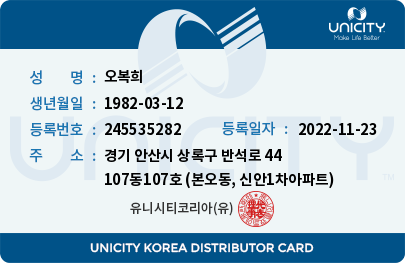 UNICITY
Make Life Better
성 명 : 오복희
생년월일 : 1982-03-12
등록번호 : 245535282 등록일자 : 2022-11-23
주 소 : 경기 안산시 상록구 반석로 44
107동107호 (본오동, 신안1차아파트)
유니시티코리아(유)
UNICITY
UNICITY KOREA DISTRIBUTOR CARD